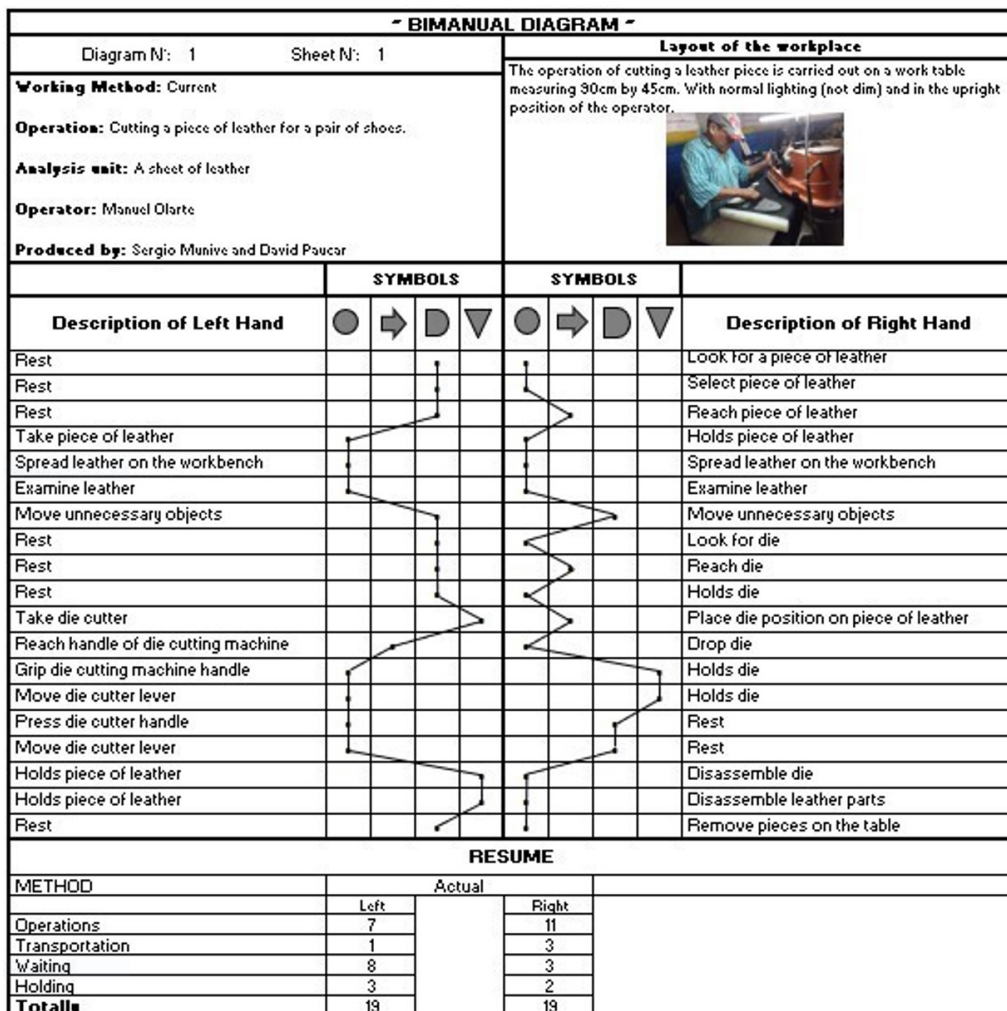 ~ BIMANUAL DIAGRAM ~
Diagram N': 1 Sheet N': 1
Layout of the workplace
Working Method: Current
Operation: Cutting a piece of leather for a pair of shoes.
Analysis unit: A sheet of leather
Operator: Manuel Olarte
Produced by: Sergio Munive and David Paucar
The operation of cutting a leather piece is carried out on a work table
measuring 90cm by 45cm. With normal lighting (not dim) and in the upright
position of the operator.
SYMBOLS SYMBOLS
Description of Left Hand Description of Right Hand
Rest Look for a piece of leather
Rest Select piece of leather
Rest Reach piece of leather
Take piece of leather Holds piece of leather
Spread leather on the workbench Spread leather on the workbench
Examine leather Examine leather
Move unnecessary objects Move unnecessary objects
Rest Look for die
Rest Reach die
Rest Holds die
Take die cutter Place die position on piece of leather
Reach handle of die cutting machine Drop die
Grip die cutting machine handle Holds die
Move die cutter lever Holds die
Press die cutter handle Rest
Move die cutter lever Rest
Holds piece of leather Disassemble die
Holds piece of leather Disassemble leather parts
Rest Remove pieces on the table
RESUME
METHOD Actual
Left Right
Operations 7 11
Transportation 1 3
Waiting 8 3
Holding 3 2
Totally 19 19